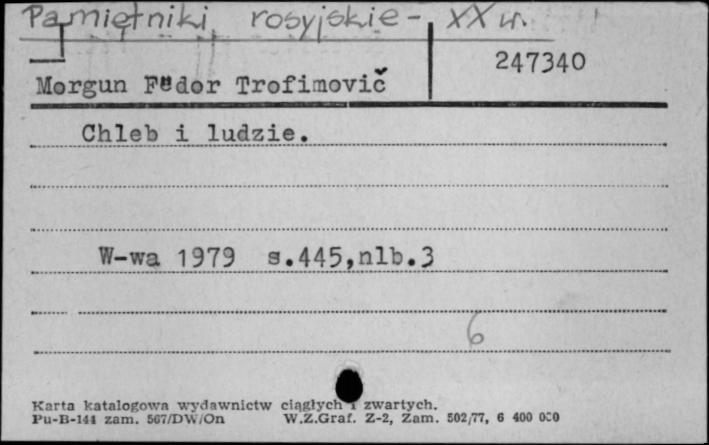 Pamiętniki rosyjskie - XX w.
247340
Morgun Fëdor Trofimovič
Chleb i ludzie.
W-wa 1979 s.445,nlb.3
6
Karta katalogowa wydawnictw ciągłych i zwartych.
Pu-B-144 zam. 567/DW/On W.Z.Graf. Z-2, Zam. 502/77, 6 400 000